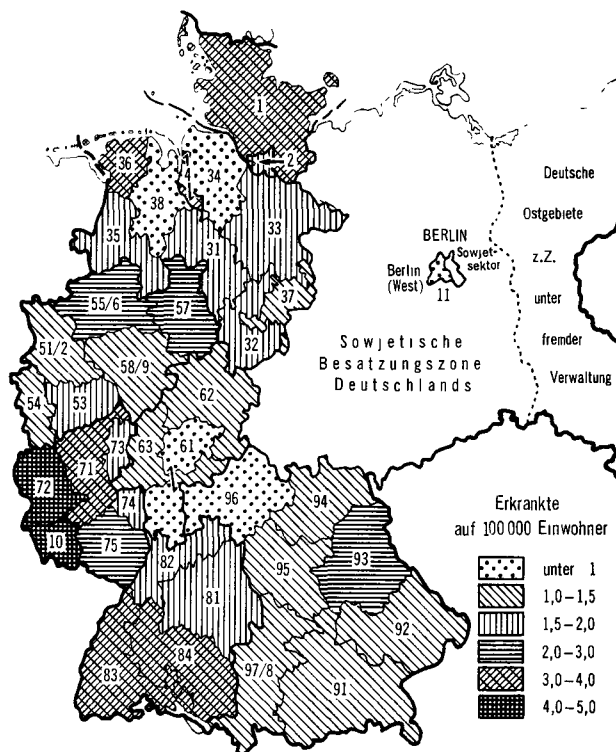 1
2
36
4
34
38
35
31
33
37
55/6
57
32
51/2
58/9
62
54
53
63
61
73
71
72
74
96
94
10
75
82
95
93
81
92
84
83
97/8
91
Deutsche
Ostgebiete
z.Z.
unter
fremder
Verwaltung
BERLIN
Sowjet-
sektor
Berlin
(West)
11
Sowjetische
Besatzungszone
Deutschlands
Erkrankte
auf 100 000 Einwohner
unter 1
1,0–1,5
1,5–2,0
2,0–3,0
3,0–4,0
4,0–5,0